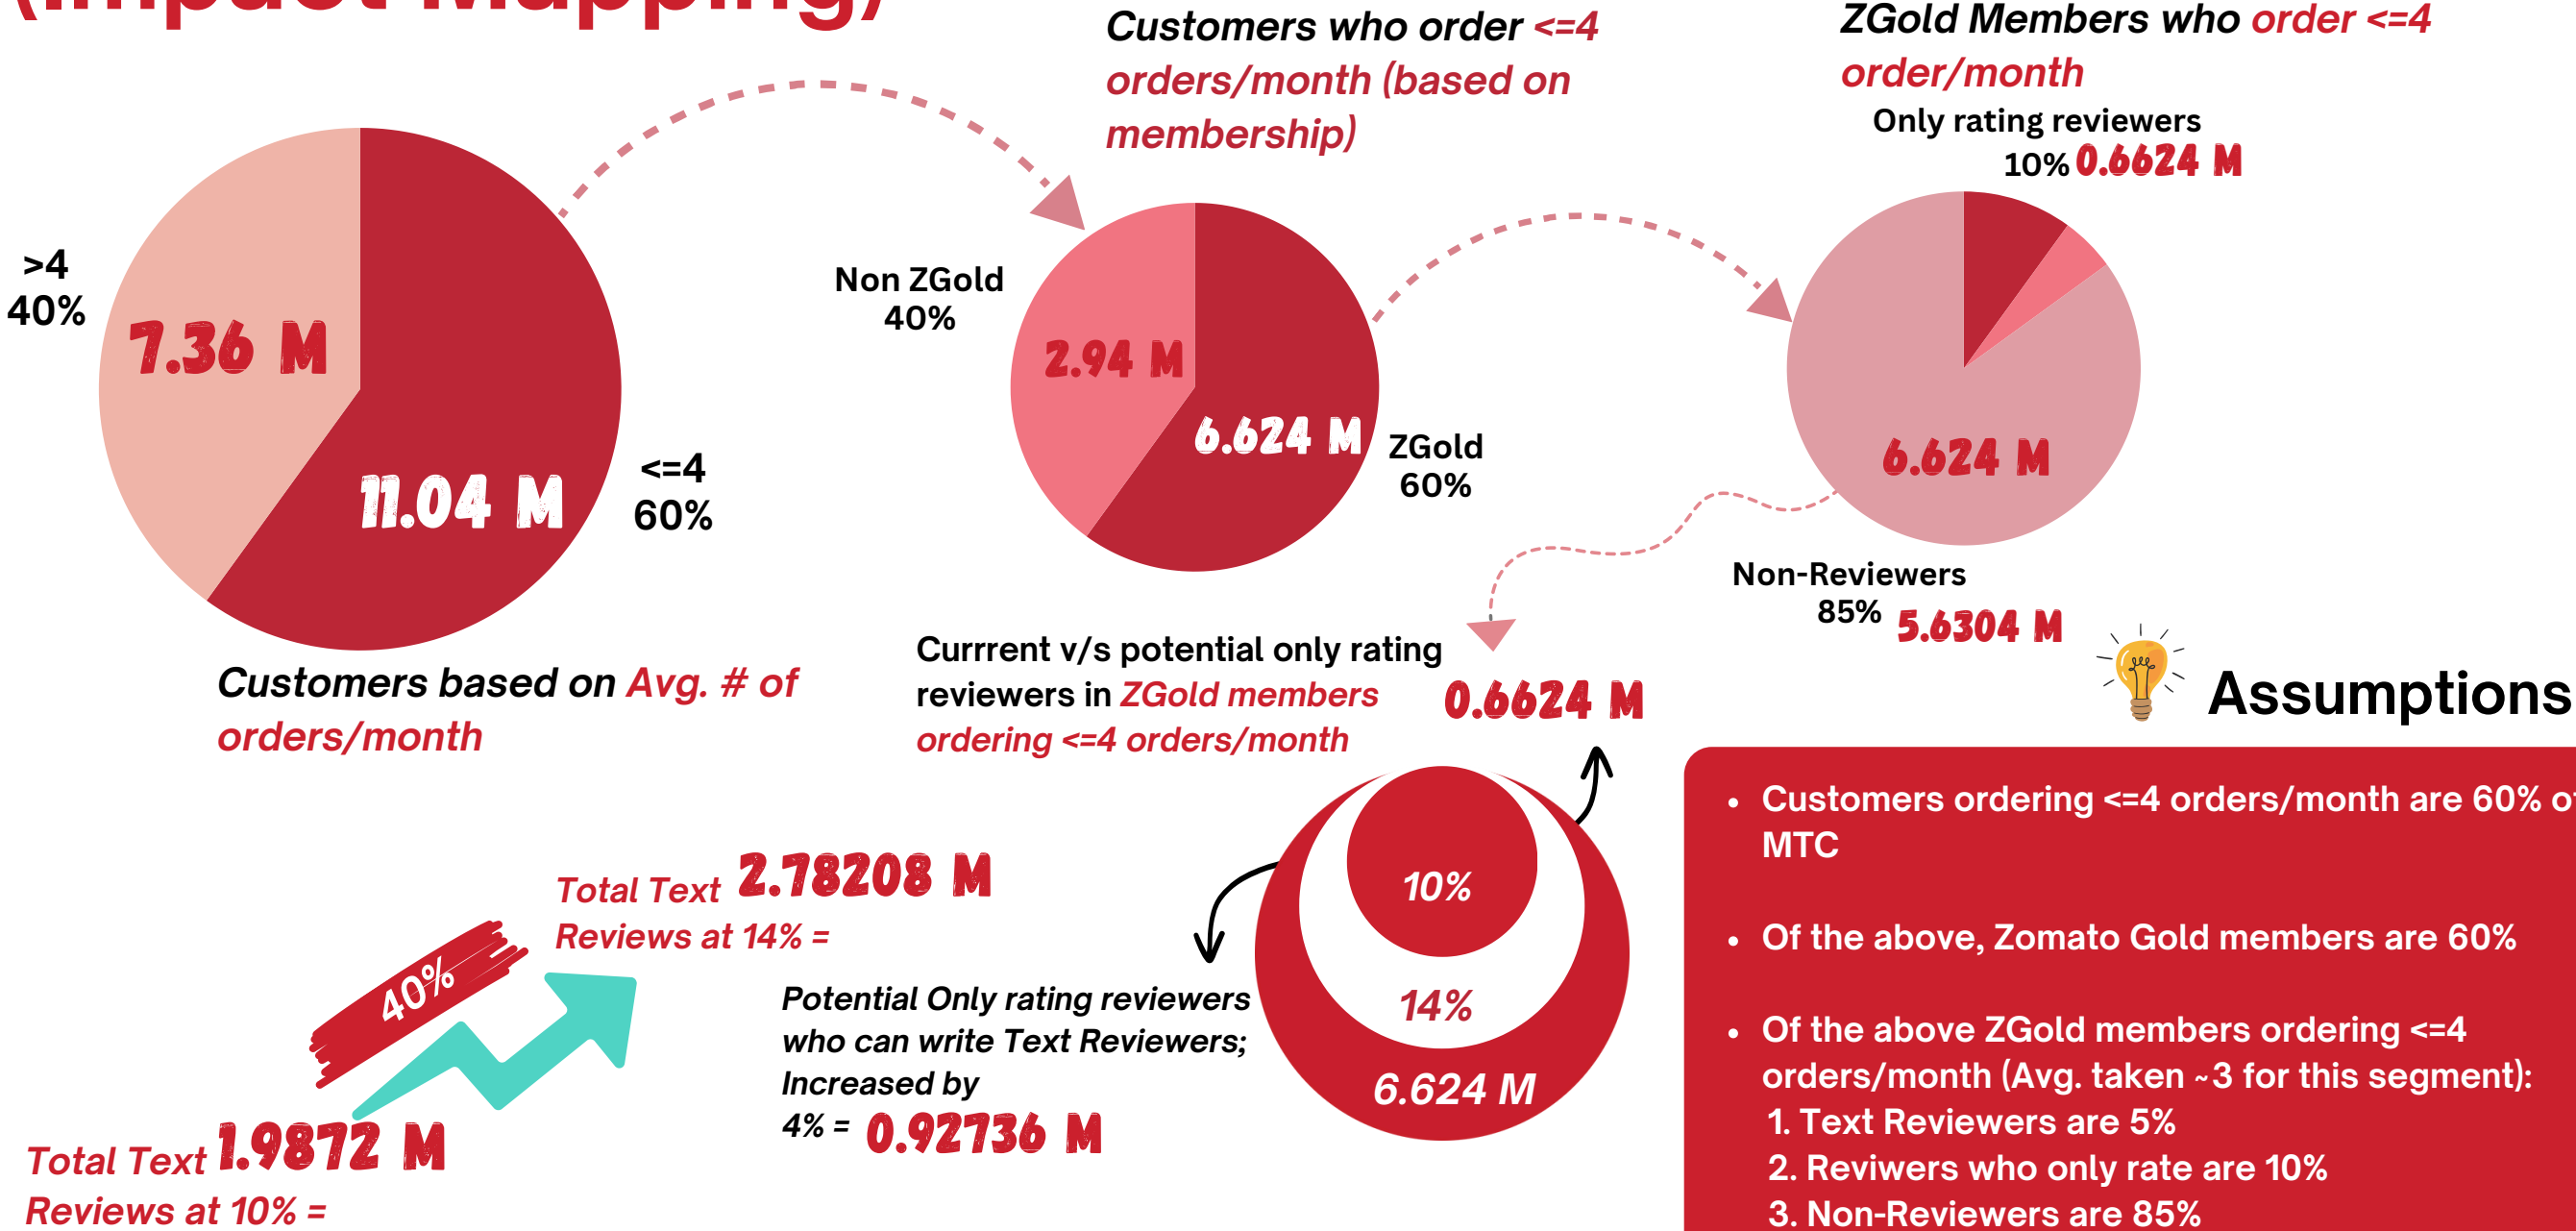 (Impact Mapping)
Customers who order <=4
orders/month (based on
membership)
ZGold Members who order <=4
order/month
Only rating reviewers
10% 0.6624 M
>4
40%
7.36 M
11.04 M
<=4
60%
Customers based on Avg. # of
orders/month
Non ZGold
40%
2.94 M
6.624 M
ZGold
60%
6.624 M
Non-Reviewers
85% 5.6304 M
Currrent v/s potential only rating
reviewers in ZGold members
ordering <=4 orders/month
0.6624 M
10%
14%
6.624 M
Potential Only rating reviewers
who can write Text Reviewers;
Increased by
4% = 0.92736 M
Total Text 2.78208 M
Reviews at 14% =
40%
Total Text 1.9872 M
Reviews at 10% =
Assumptions
• Customers ordering <=4 orders/month are 60% of
MTC
• Of the above, Zomato Gold members are 60%
• Of the above ZGold members ordering <=4
orders/month (Avg. taken ~3 for this segment):
1. Text Reviewers are 5%
2. Reviwers who only rate are 10%
3. Non-Reviewers are 85%